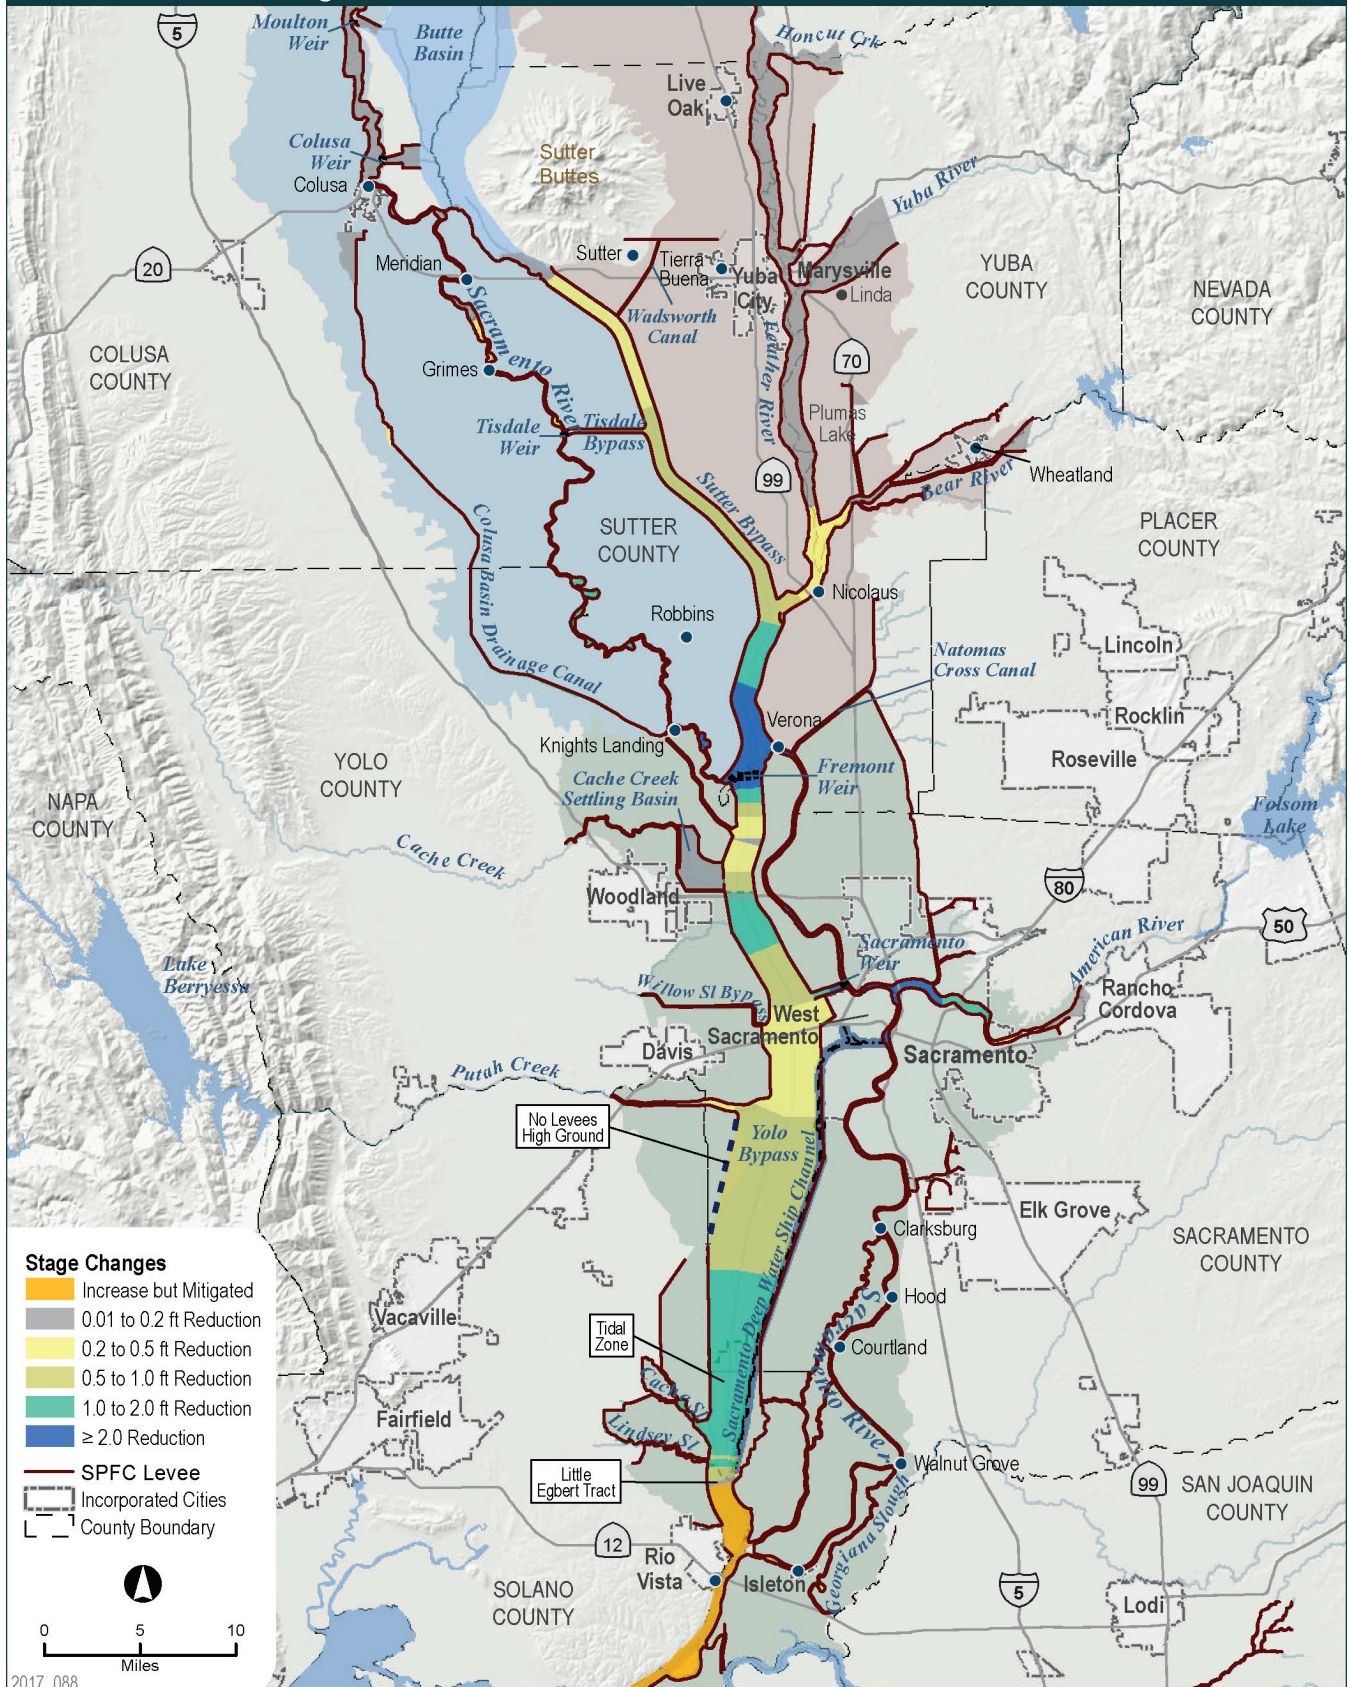 Moulton
Weir
Butte
Basin
Honcut Crk
5
Live
Oak
Colusa
Weir
Sutter
Buttes
Colusa
Yuba River
20
Meridian
Sutter
Tierra
Buena
Yuba
City
Marysville
Linda
YUBA
COUNTY
NEVADA
COUNTY
Wadsworth
Canal
Feather River
70
COLUSA
COUNTY
Grimes
Sacramento River
Tisdale
Weir
Tisdale
Bypass
Plumas
Lake
99
Wheatland
Bear River
Sutter Bypass
SUTTER
COUNTY
PLACER
COUNTY
Colusa Basin Drainage Canal
Nicolaus
Robbins
Natomas
Cross Canal
Lincoln
Rocklin
Roseville
Verona
Knights Landing
YOLO
COUNTY
Fremont
Weir
Cache Creek
Settling Basin
NAPA
COUNTY
Folsom
Lake
Cache Creek
Woodland
80
50
Sacramento
Weir
American River
Lake
Berryessa
Willow Sl Bypass
West
Sacramento
Rancho
Cordova
Davis
Sacramento
Putah Creek
No Levees
High Ground
Yolo
Bypass
Elk Grove
Clarksburg
SACRAMENTO
COUNTY
Sacramento Deep Water Ship Channel
Hood
Courtland
Sacramento River
Vacaville
Tidal
Zone
Cache Sl
Lindsey Sl
Fairfield
Walnut Grove
Little
Egbert Tract
99
SAN JOAQUIN
COUNTY
Georgiana Slough
12
Rio
Vista
Isleton
SOLANO
COUNTY
5
Lodi
Stage Changes
Increase but Mitigated
0.01 to 0.2 ft Reduction
0.2 to 0.5 ft Reduction
0.5 to 1.0 ft Reduction
1.0 to 2.0 ft Reduction
≥ 2.0 Reduction
SPFC Levee
Incorporated Cities
County Boundary
0 5 10
Miles
2017_088